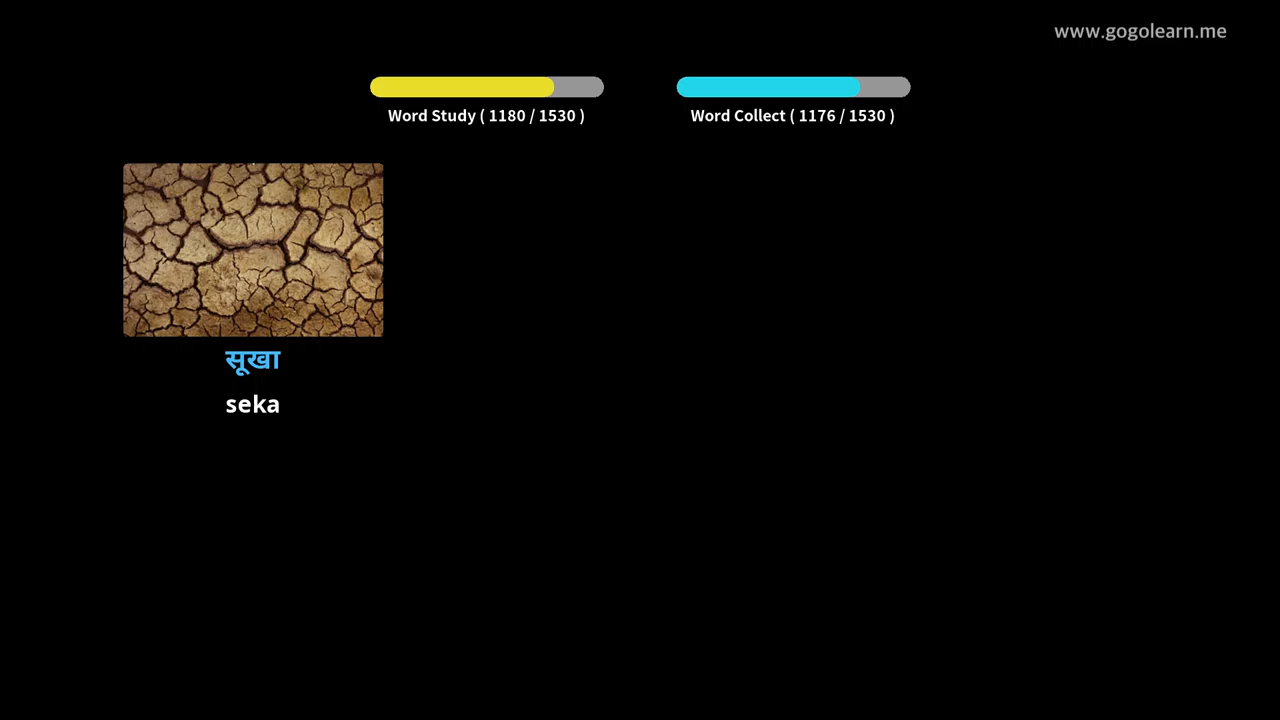 www.gogolearn.me
Word Study ( 1180 / 1530 )
Word Collect ( 1176 / 1530 )
सूखा
seka